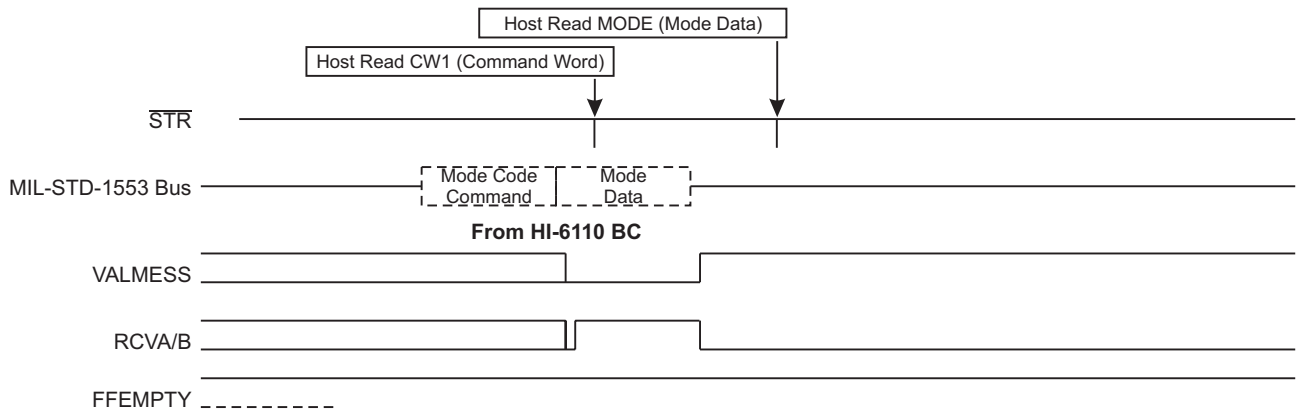 Host Read MODE (Mode Data)
Host Read CW1 (Command Word)
STR
MIL-STD-1553 Bus
Mode Code
Command
Mode
Data
From HI-6110 BC
VALMESS
RCVA/B
FFEMPTY